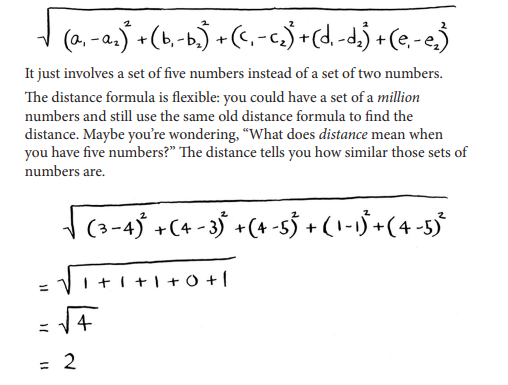 √(a₁-a₂)²+(b₁-b₂)²+(c₁-c₂)²+(d₁-d₂)²+(e₁-e₂)²
It just involves a set of five numbers instead of a set of two numbers.
The distance formula is flexible: you could have a set of a million
numbers and still use the same old distance formula to find the
distance. Maybe you're wondering, “What does distance mean when
you have five numbers?” The distance tells you how similar those sets of
numbers are.
√(3-4)²+(4-3)²+(4-5)²+(1-1)²+(4-5)²
= √1+1+1+0+1
= √4
= 2